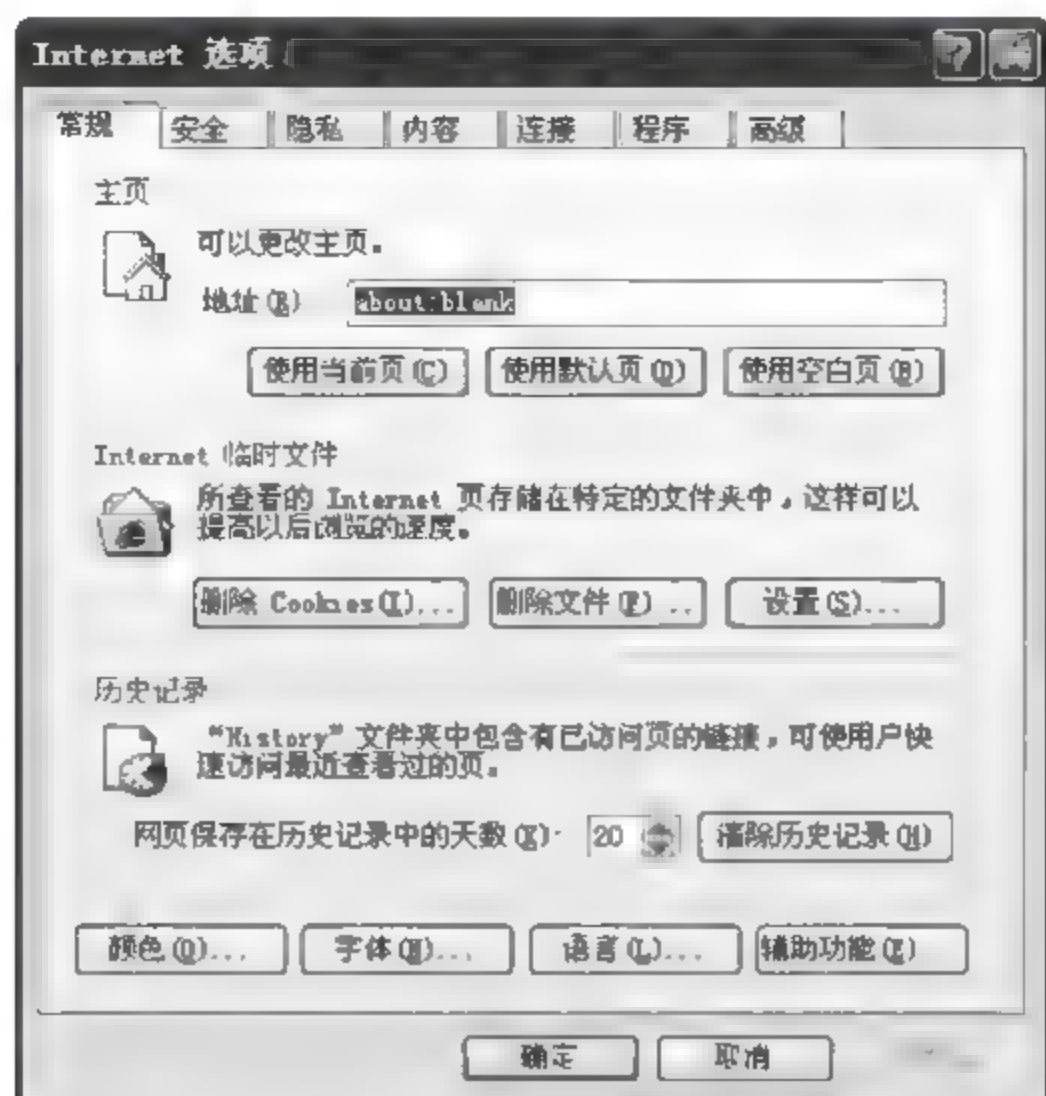 Internet 选项
常规 安全 隐私 内容 连接 程序 高级
主页
可以更改主页。
地址(R) about:blank
使用当前页(C) 使用默认页(D) 使用空白页(B)
Internet 临时文件
所查看的 Internet 页存储在特定的文件夹中，这样可以
提高以后浏览的速度。
删除 Cookies(I)... 删除文件(F)... 设置(S)...
历史记录
“History”文件夹中包含有已访问页的链接，可使用户快
速访问最近查看过的页。
网页保存在历史记录中的天数(K): 20 清除历史记录(H)
颜色(O)... 字体(N)... 语言(L)... 辅助功能(E)
确定 取消